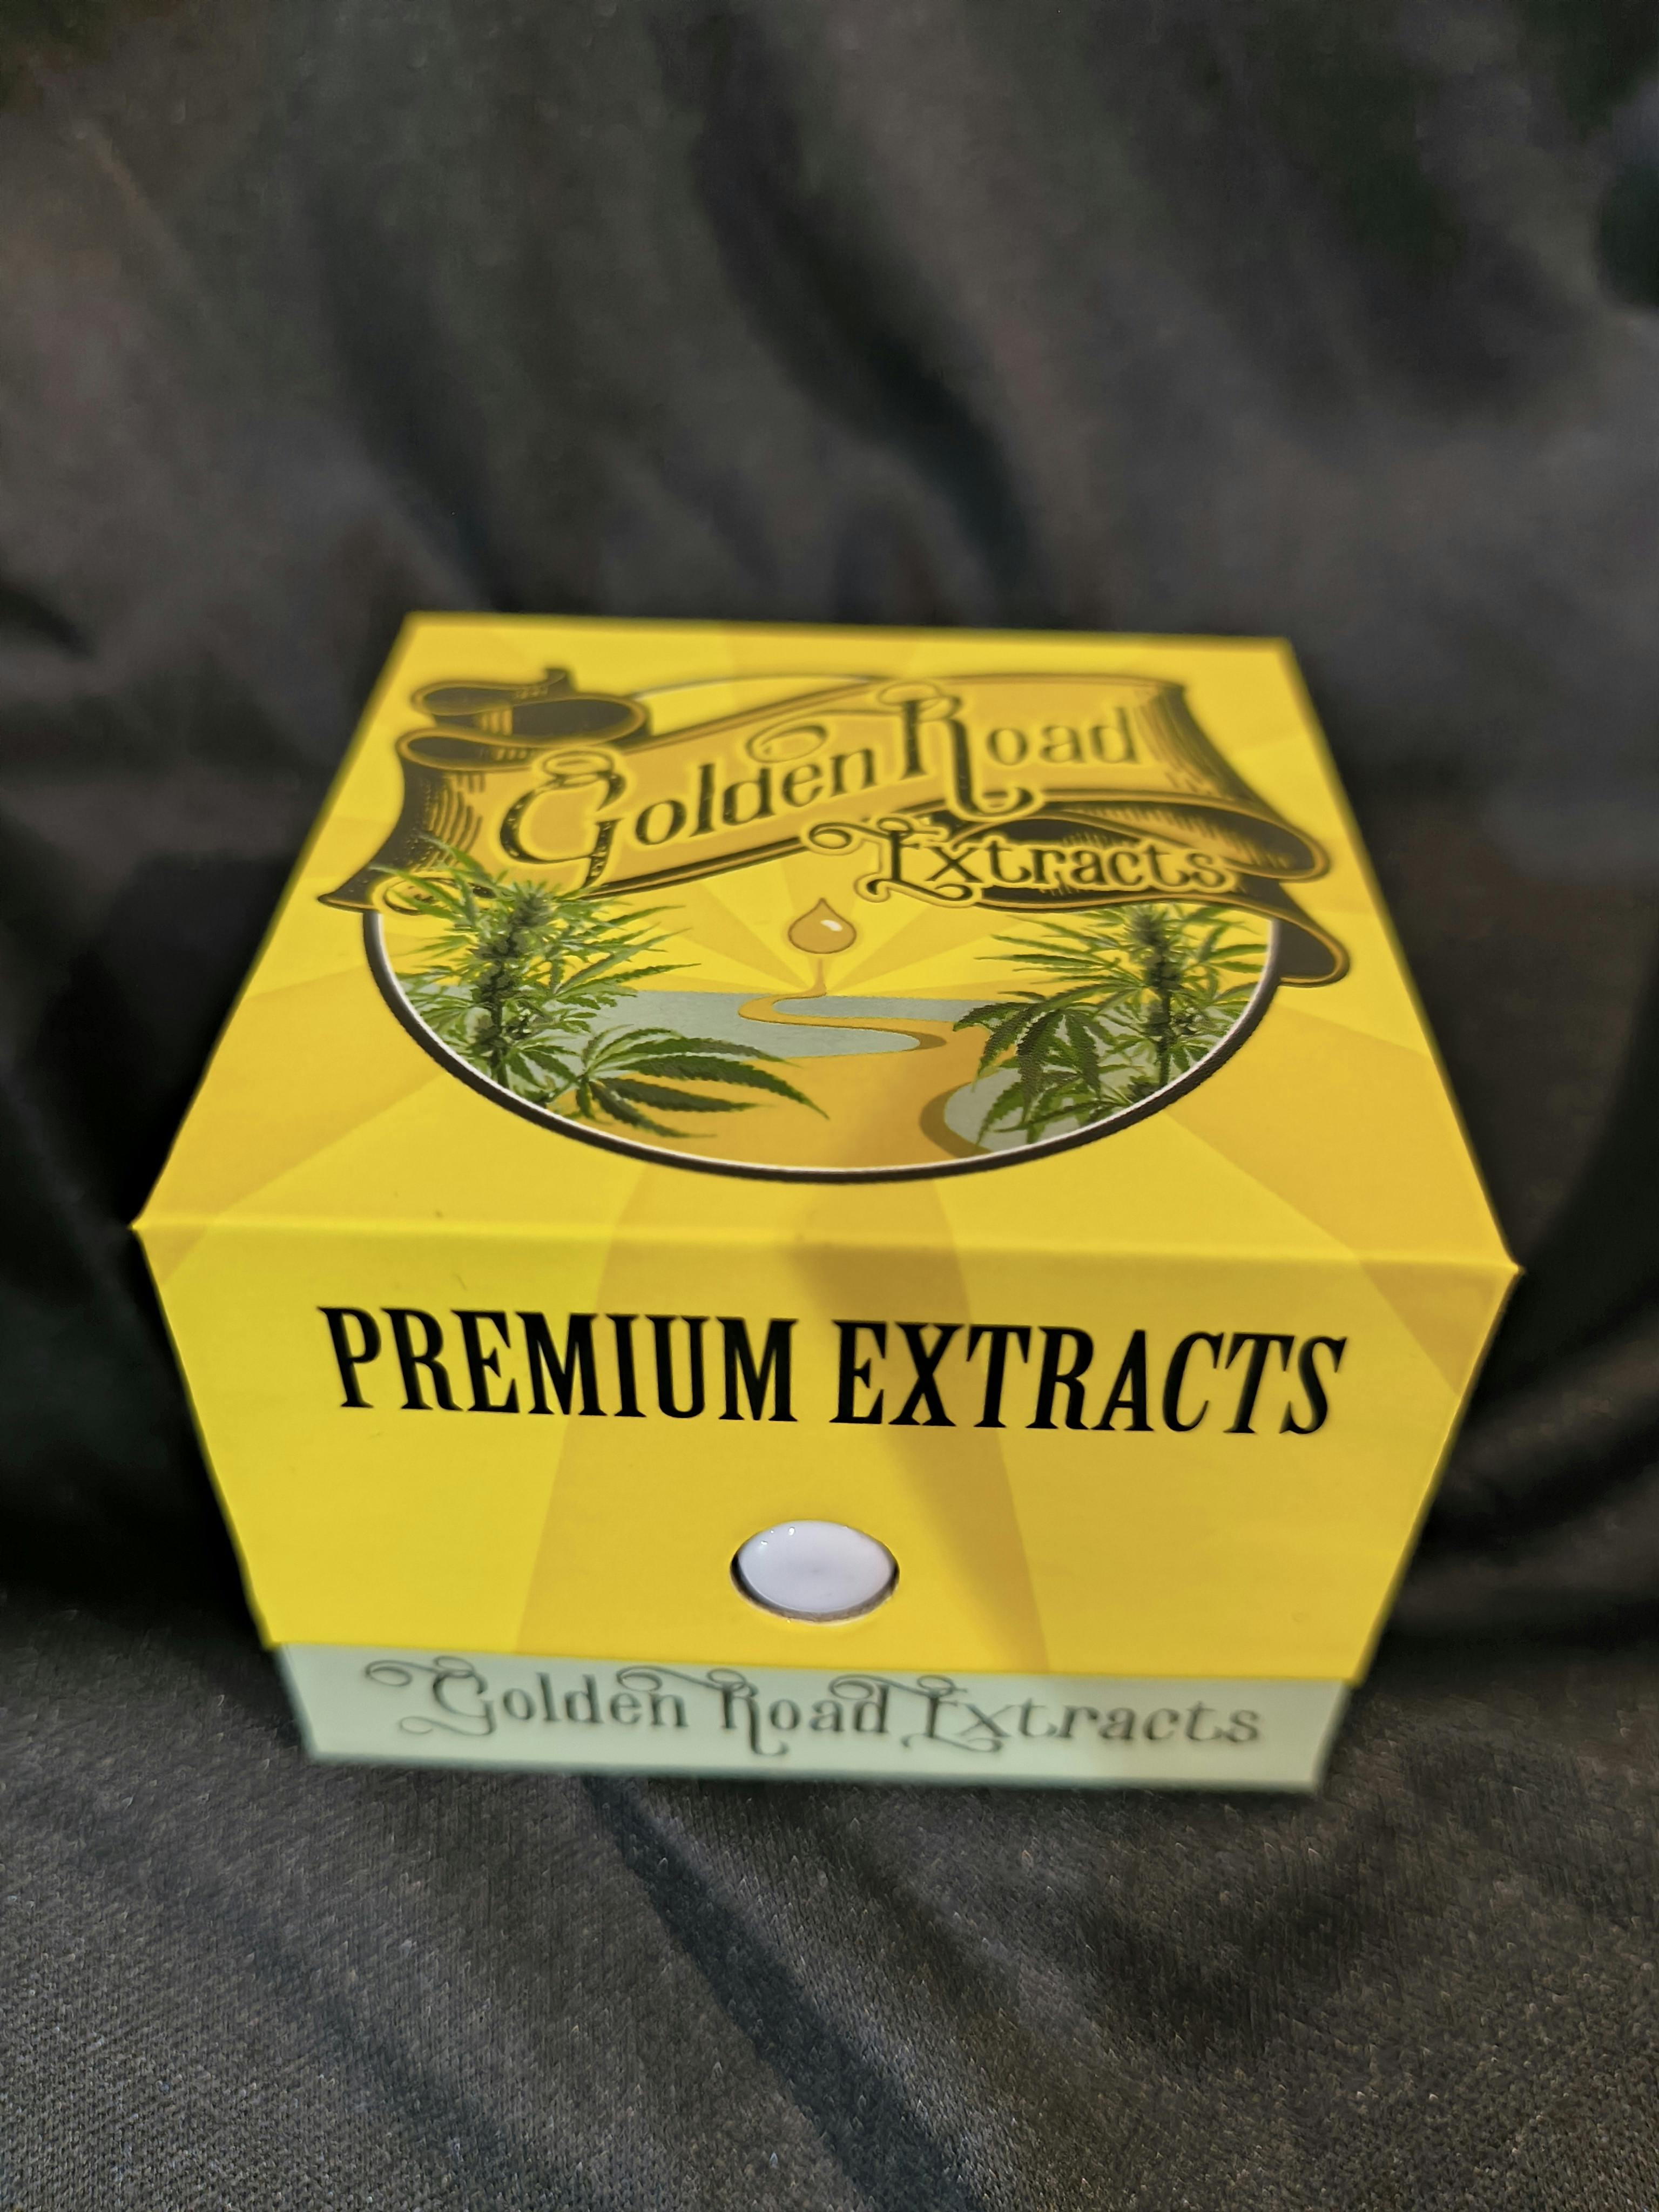 Golden Road
Extracts
PREMIUM EXTRACTS
Golden Road Extracts